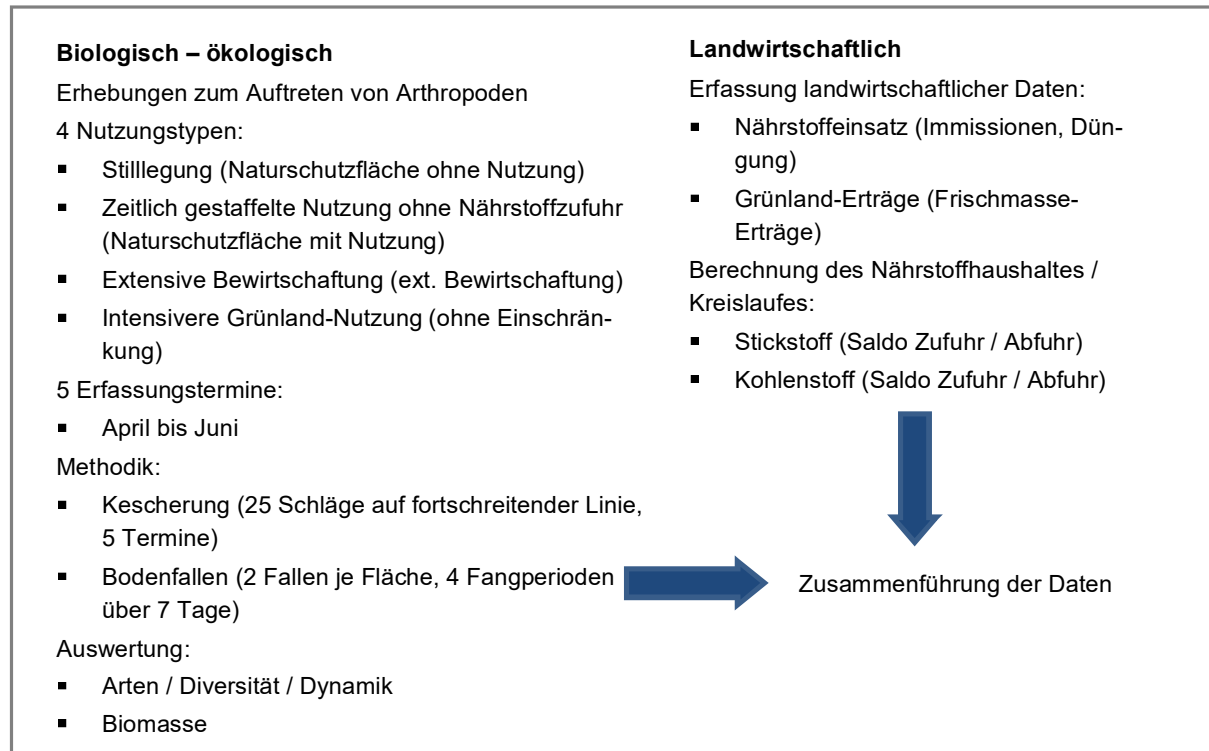 Biologisch – ökologisch
Erhebungen zum Auftreten von Arthropoden
4 Nutzungstypen:
▪ Stilllegung (Naturschutzfläche ohne Nutzung)
▪ Zeitlich gestaffelte Nutzung ohne Nährstoffzufuhr
(Naturschutzfläche mit Nutzung)
▪ Extensive Bewirtschaftung (ext. Bewirtschaftung)
▪ Intensivere Grünland-Nutzung (ohne Einschrän-
kung)
5 Erfassungstermine:
▪ April bis Juni
Methodik:
▪ Kescherung (25 Schläge auf fortschreitender Linie,
5 Termine)
▪ Bodenfallen (2 Fallen je Fläche, 4 Fangperioden
über 7 Tage)
Auswertung:
▪ Arten / Diversität / Dynamik
▪ Biomasse
Landwirtschaftlich
Erfassung landwirtschaftlicher Daten:
▪ Nährstoffeinsatz (Immissionen, Dün-
gung)
▪ Grünland-Erträge (Frischmasse-
Erträge)
Berechnung des Nährstoffhaushaltes /
Kreislaufes:
▪ Stickstoff (Saldo Zufuhr / Abfuhr)
▪ Kohlenstoff (Saldo Zufuhr / Abfuhr)
Zusammenführung der Daten